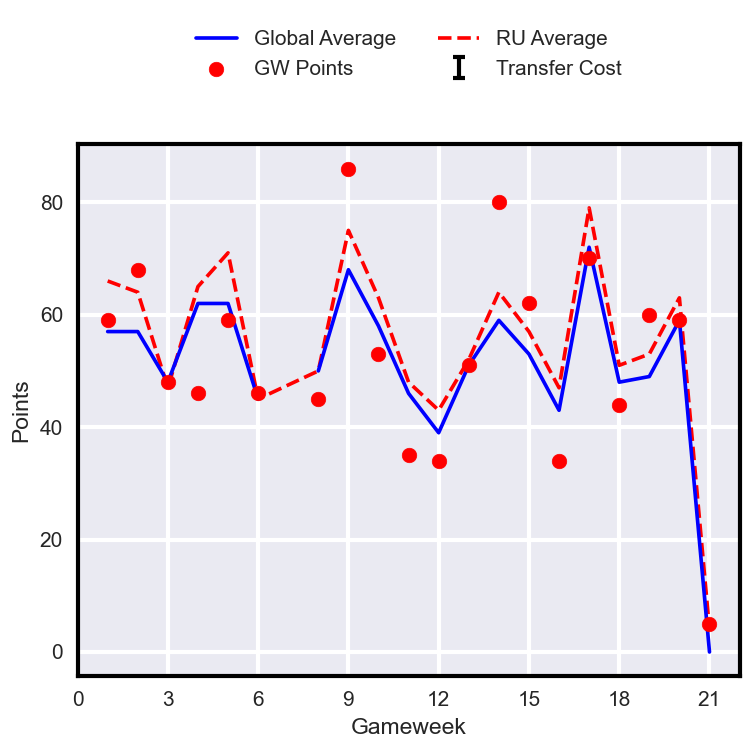 Global Average RU Average
GW Points Transfer Cost
80
60
40
20
0
Points
0 3 6 9 12 15 18 21
Gameweek